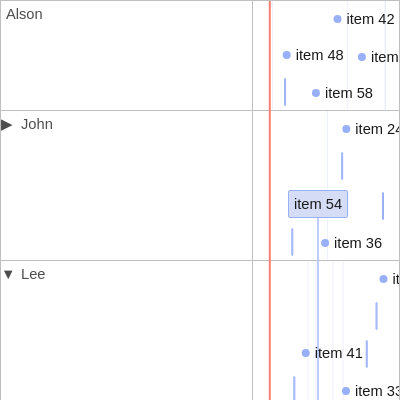 Alson
item 42
item 48
item
item 58
▶ John
item 24
item 54
item 36
▼ Lee
item 41
item 33